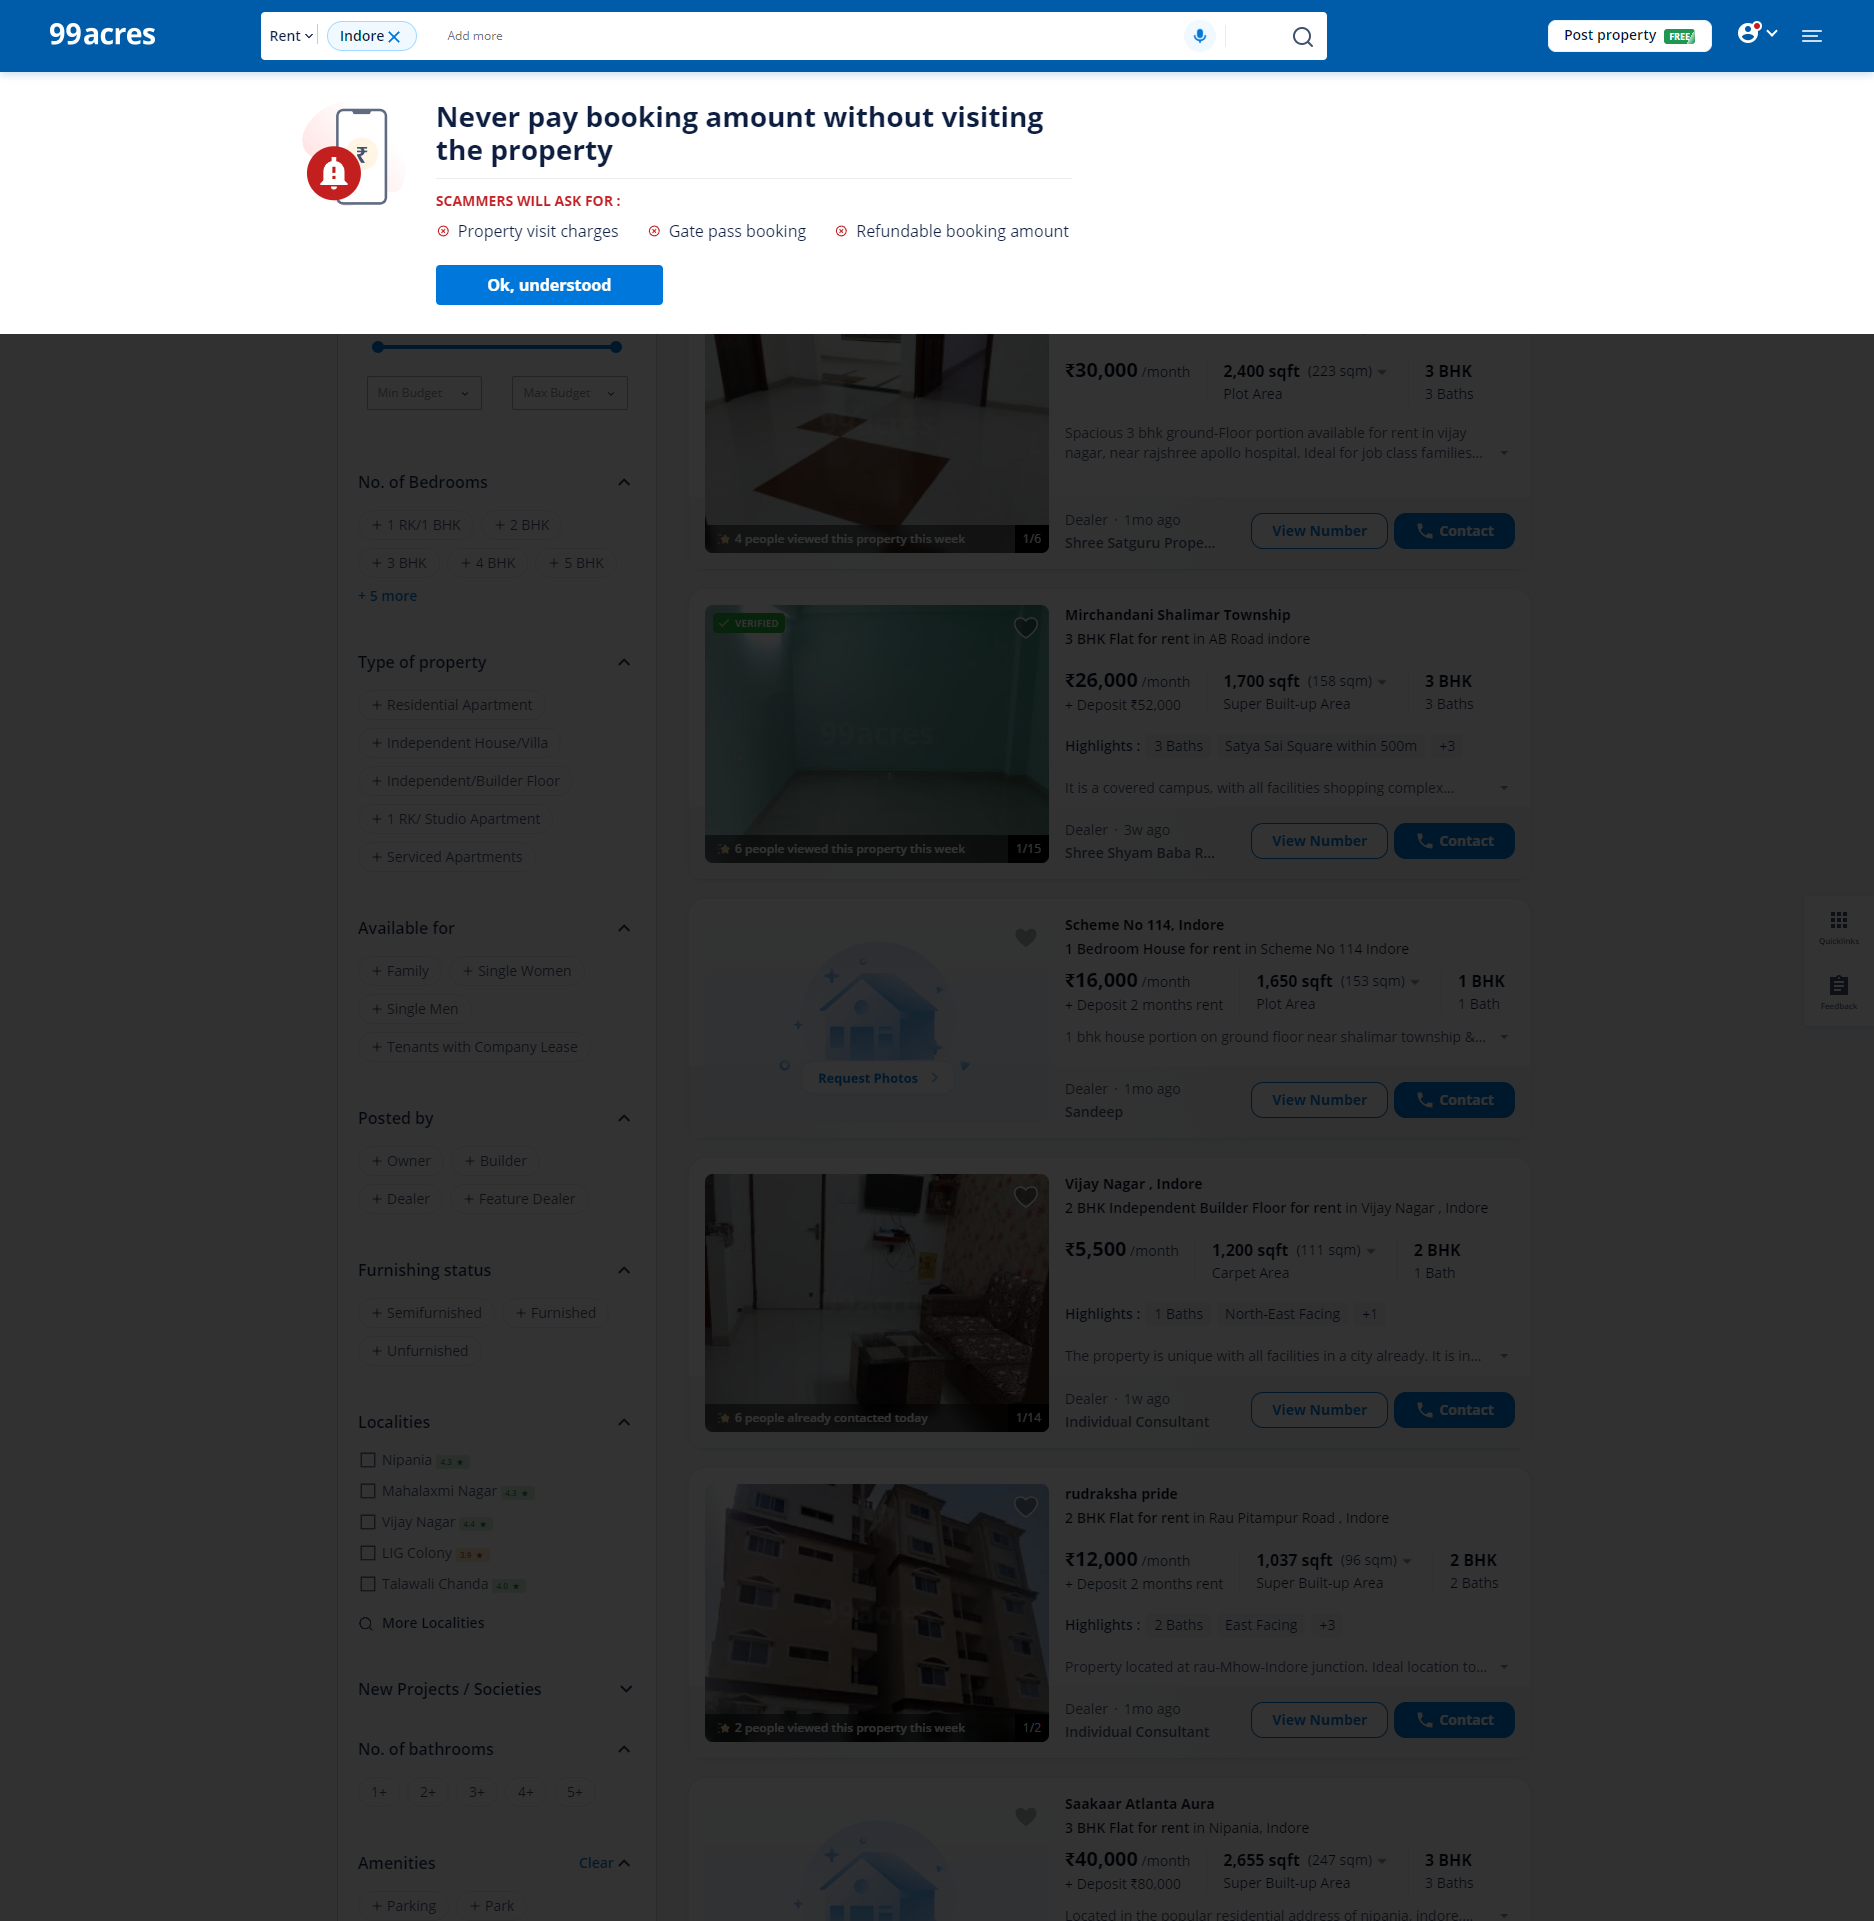 99acres
Rent
Indore
Add more
Post property FREE
Never pay booking amount without visiting
the property
SCAMMERS WILL ASK FOR :
Property visit charges
Gate pass booking
Refundable booking amount
Ok, understood
Min Budget
Max Budget
No. of Bedrooms
+ 1 RK/1 BHK
+ 2 BHK
+ 3 BHK
+ 4 BHK
+ 5 BHK
+ 5 more
Type of property
+ Residential Apartment
+ Independent House/Villa
+ Independent/Builder Floor
+ 1 RK/ Studio Apartment
+ Serviced Apartments
Available for
+ Family
+ Single Women
+ Single Men
+ Tenants with Company Lease
Posted by
+ Owner
+ Builder
+ Dealer
+ Feature Dealer
Furnishing status
+ Semifurnished
+ Furnished
+ Unfurnished
Localities
Nipania 4.3 ★
Mahalaxmi Nagar 4.3 ★
Vijay Nagar 4.4 ★
LIG Colony 3.9 ★
Talawali Chanda 4.0 ★
More Localities
New Projects / Societies
No. of bathrooms
1+
2+
3+
4+
5+
Amenities
Clear
+ Parking
+ Park
₹30,000 /month
2,400 sqft (223 sqm)
Plot Area
3 BHK
3 Baths
Spacious 3 bhk ground-Floor portion available for rent in vijay
nagar, near rajshree apollo hospital. Ideal for job class families...
4 people viewed this property this week
1/6
Dealer · 1mo ago
Shree Satguru Prope...
View Number
Contact
VERIFIED
99acres
6 people viewed this property this week
1/15
Mirchandani Shalimar Township
3 BHK Flat for rent in AB Road indore
₹26,000 /month
+ Deposit ₹52,000
1,700 sqft (158 sqm)
Super Built-up Area
3 BHK
3 Baths
Highlights : 3 Baths Satya Sai Square within 500m +3
It is a covered campus, with all facilities shopping complex...
Dealer · 3w ago
Shree Shyam Baba R...
View Number
Contact
Request Photos
Scheme No 114, Indore
1 Bedroom House for rent in Scheme No 114 Indore
₹16,000 /month
+ Deposit 2 months rent
1,650 sqft (153 sqm)
Plot Area
1 BHK
1 Bath
1 bhk house portion on ground floor near shalimar township &...
Dealer · 1mo ago
Sandeep
View Number
Contact
6 people already contacted today
1/14
Vijay Nagar , Indore
2 BHK Independent Builder Floor for rent in Vijay Nagar , Indore
₹5,500 /month
1,200 sqft (111 sqm)
Carpet Area
2 BHK
1 Bath
Highlights : 1 Baths North-East Facing +1
The property is unique with all facilities in a city already. It is in...
Dealer · 1w ago
Individual Consultant
View Number
Contact
2 people viewed this property this week
1/2
rudraksha pride
2 BHK Flat for rent in Rau Pitampur Road , Indore
₹12,000 /month
+ Deposit 2 months rent
1,037 sqft (96 sqm)
Super Built-up Area
2 BHK
2 Baths
Highlights : 2 Baths East Facing +3
Property located at rau-Mhow-Indore junction. Ideal location to...
Dealer · 1mo ago
Individual Consultant
View Number
Contact
Saakaar Atlanta Aura
3 BHK Flat for rent in Nipania, Indore
₹40,000 /month
+ Deposit ₹80,000
2,655 sqft (247 sqm)
Super Built-up Area
3 BHK
3 Baths
Located in the popular residential address of nipania, indore,...
Quicklinks
Feedback